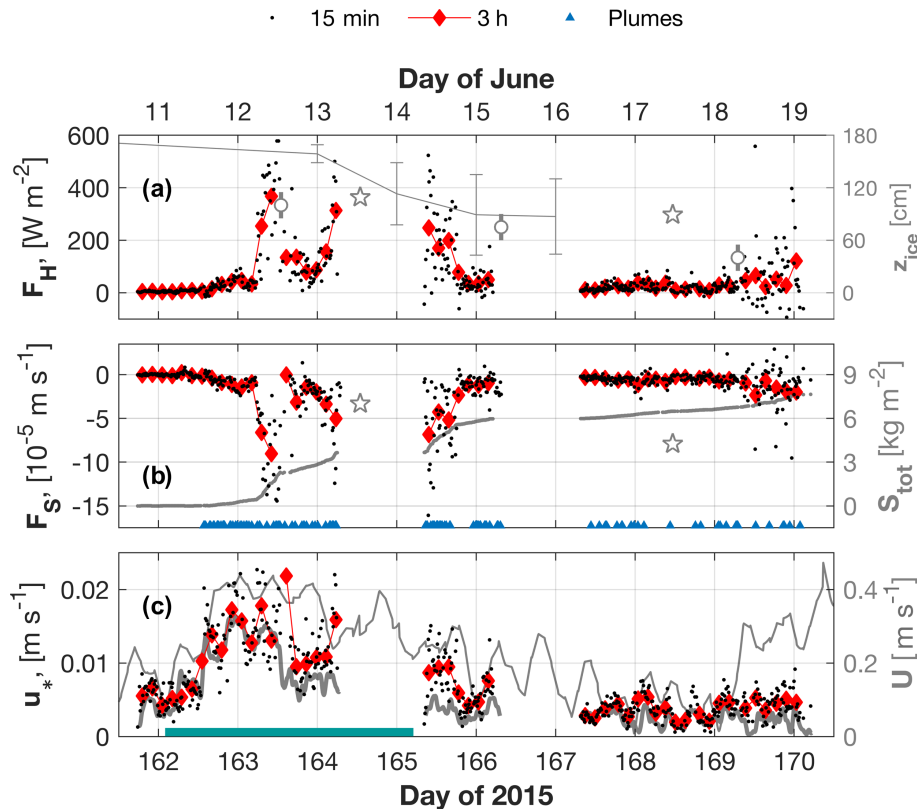 15 min 3 h Plumes
Day of June
11 12 13 14 15 16 17 18 19
600
400
200
0
F_H, [W m⁻²]
(a)
180
120
60
0
z_ice [cm]
0
-5
-10
-15
F_S, [10⁻⁵ m s⁻¹]
(b)
9
6
3
0
S_tot [kg m⁻²]
0.02
0.01
0
u_*, [m s⁻¹]
(c)
0.4
0.2
0
U [m s⁻¹]
162 163 164 165 166 167 168 169 170
Day of 2015